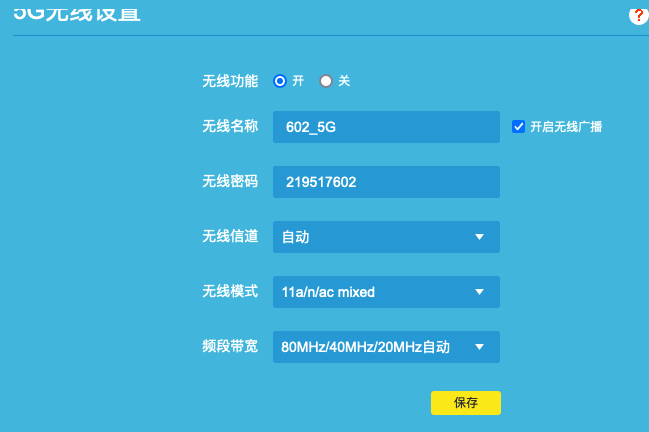 5G无线设置
?
无线功能 开 关
无线名称 602_5G 开启无线广播
无线密码 219517602
无线信道 自动
无线模式 11a/n/ac mixed
频段带宽 80MHz/40MHz/20MHz自动
保存